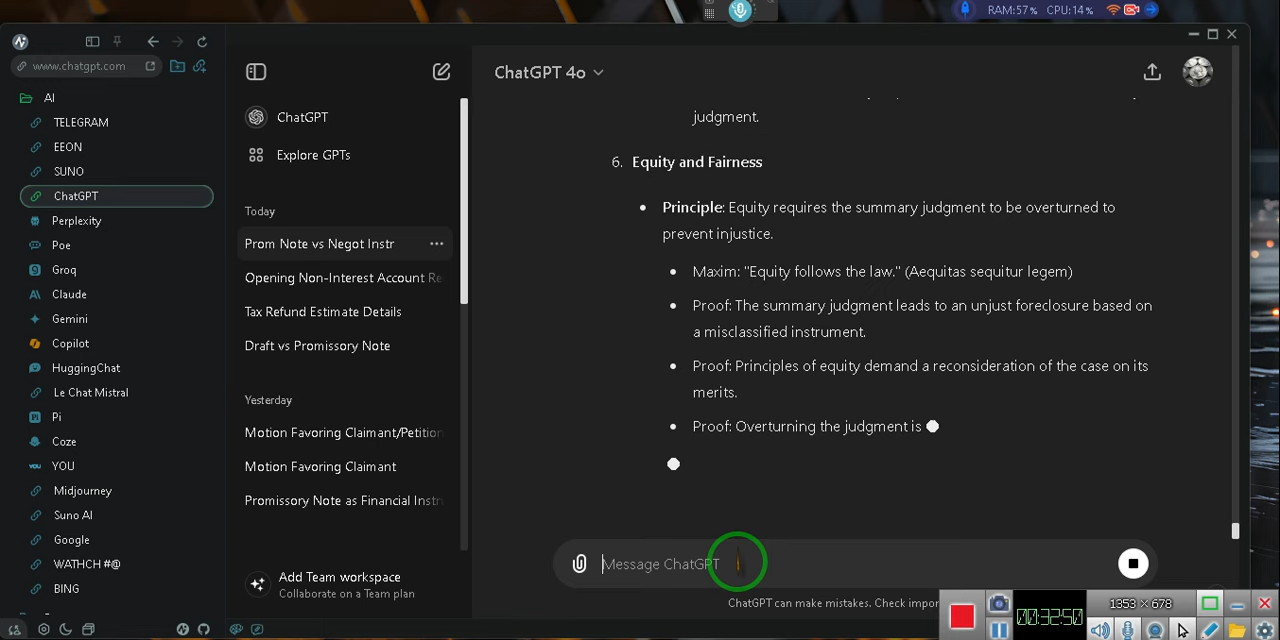 RAM:57% CPU:14%
www.chatgpt.com
AI
TELEGRAM
EEON
SUNO
ChatGPT
Perplexity
Poe
Groq
Claude
Gemini
Copilot
HuggingChat
Le Chat Mistral
Pi
Coze
YOU
YOU
Midjourney
Suno AI
Google
WATHCH #@
BING
ChatGPT
Explore GPTs
Today
Prom Note vs Negot Instr
Opening Non-Interest Account Re
Tax Refund Estimate Details
Draft vs Promissory Note
Yesterday
Motion Favoring Claimant/Petition
Motion Favoring Claimant
Promissory Note as Financial Instr
Add Team workspace
Collaborate on a Team plan
ChatGPT 4o
judgment.
6. Equity and Fairness
Principle: Equity requires the summary judgment to be overturned to
prevent injustice.
Maxim: "Equity follows the law." (Aequitas sequitur legem)
Proof: The summary judgment leads to an unjust foreclosure based on
a misclassified instrument.
Proof: Principles of equity demand a reconsideration of the case on its
merits.
Proof: Overturning the judgment is
Message ChatGPT
ChatGPT can make mistakes. Check impor
00:32:50
1353 × 678